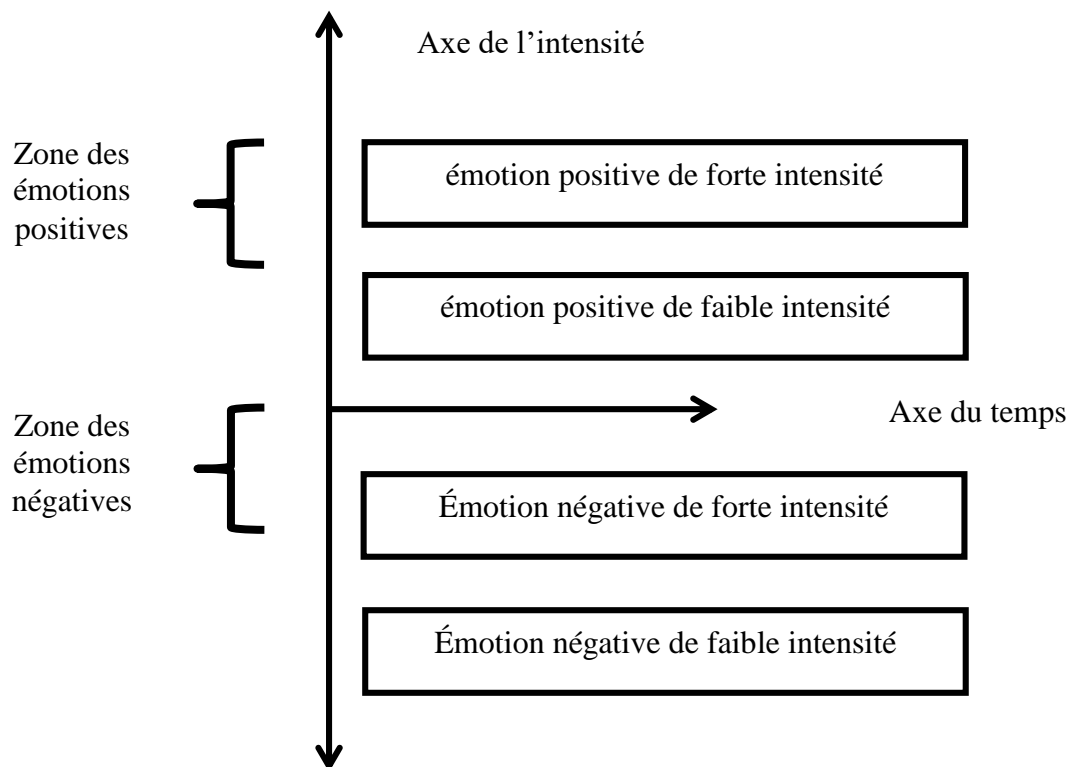 Axe de l’intensité
Zone des
émotions
positives
émotion positive de forte intensité
émotion positive de faible intensité
Axe du temps
Zone des
émotions
négatives
Émotion négative de forte intensité
Émotion négative de faible intensité